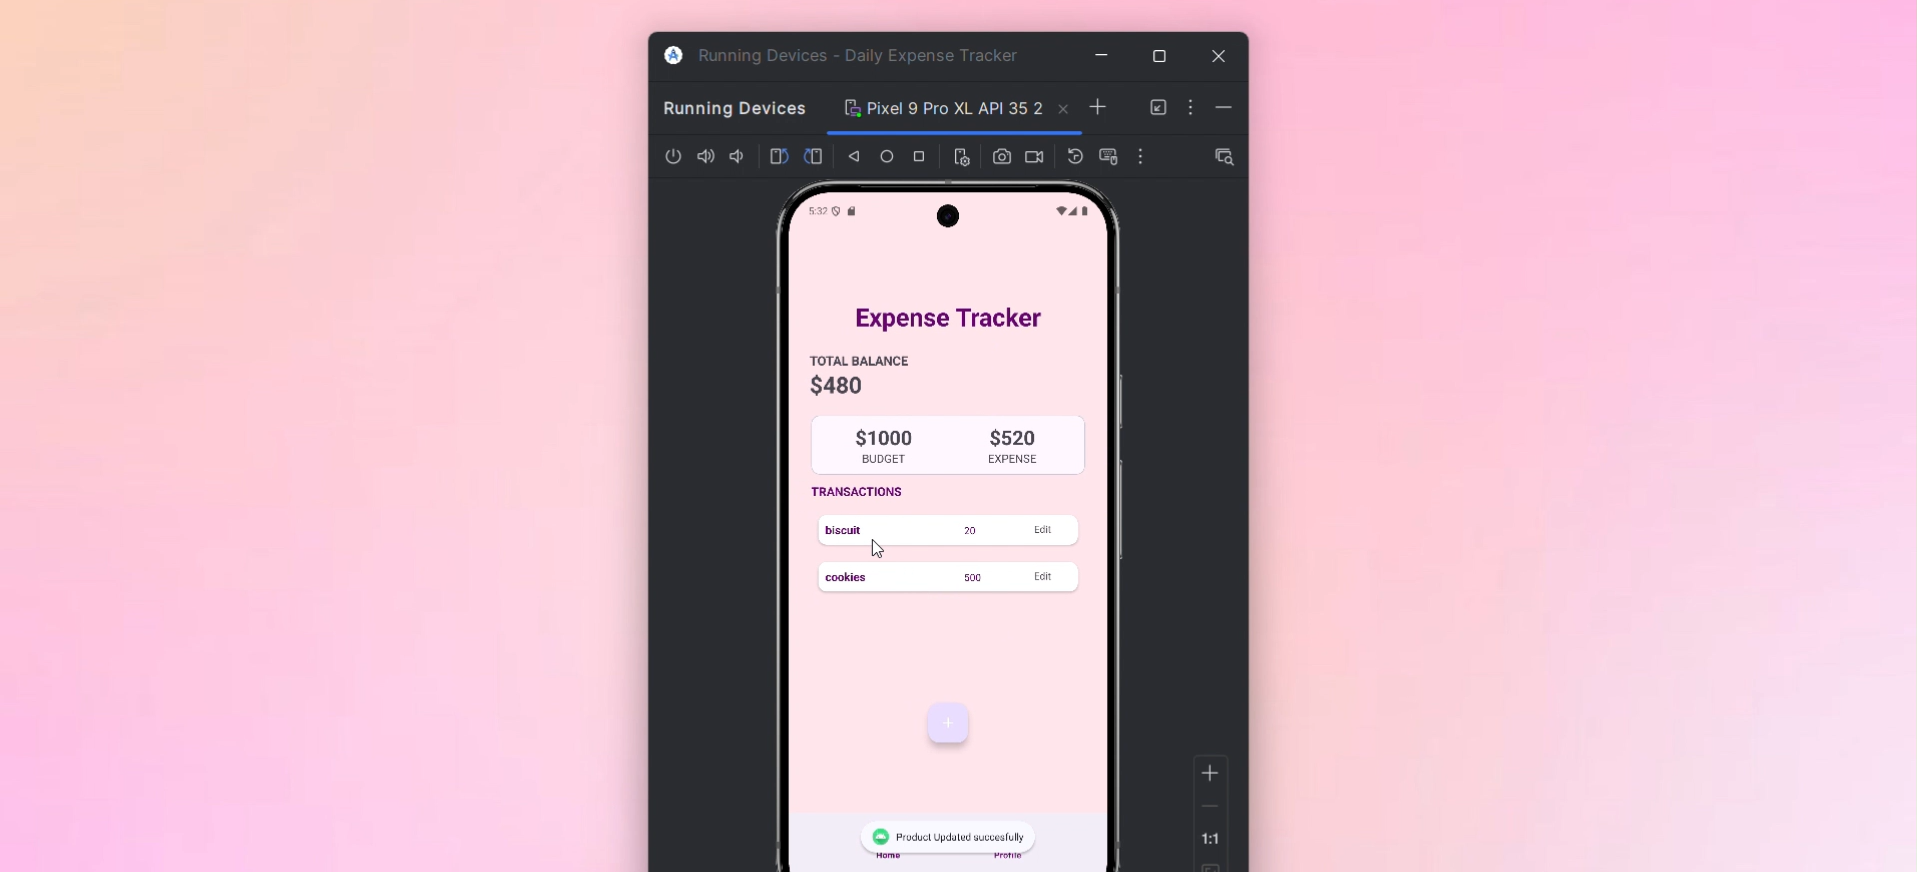 Running Devices - Daily Expense Tracker
Running Devices Pixel 9 Pro XL API 35 2
5:32
Expense Tracker
TOTAL BALANCE
$480
$1000 $520
BUDGET EXPENSE
TRANSACTIONS
biscuit 20 Edit
cookies 500 Edit
+
Product Updated succesfully
Home Profile
1:1